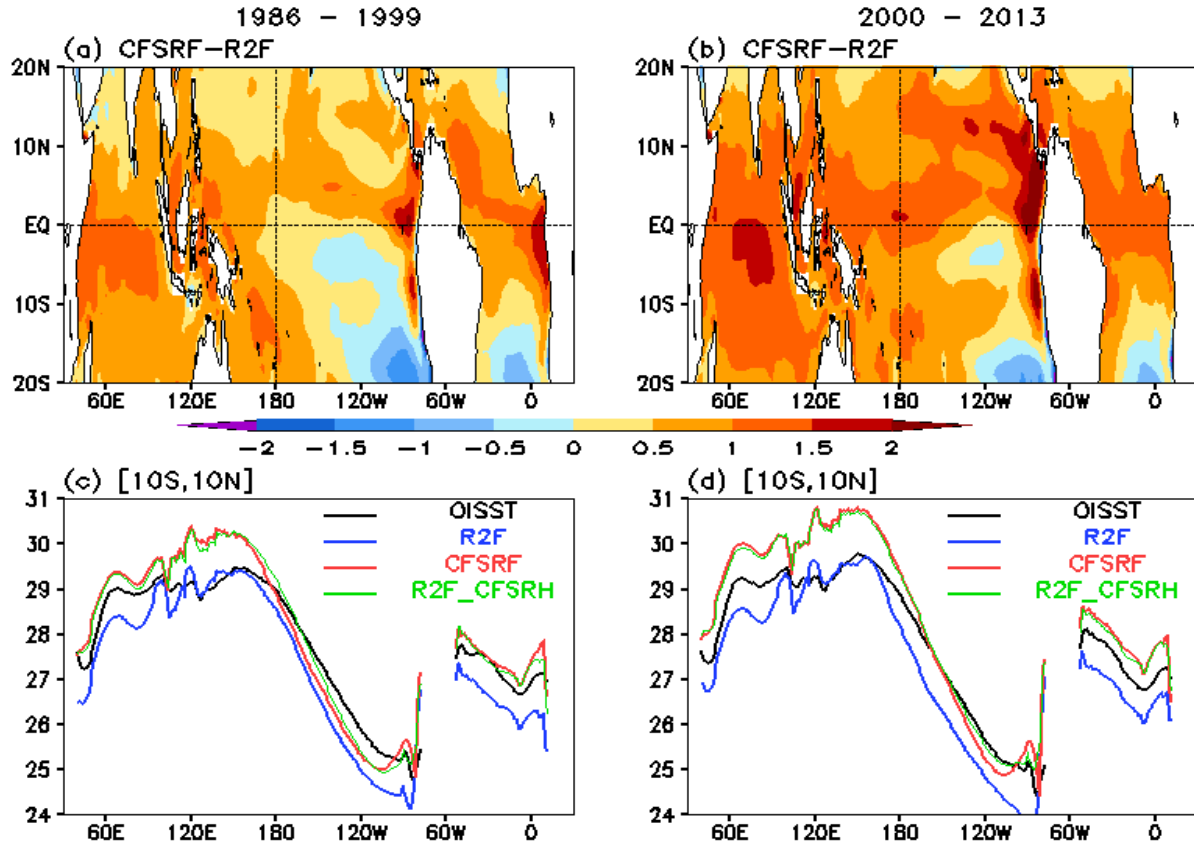 1986 – 1999
2000 – 2013
(a) CFSRF–R2F
(b) CFSRF–R2F
20N
10N
EQ
10S
20S
60E 120E 180 120W 60W 0
20N
10N
EQ
10S
20S
60E 120E 180 120W 60W 0
−2 −1.5 −1 −0.5 0 0.5 1 1.5 2
(c) [10S,10N]
(d) [10S,10N]
31
30
29
28
27
26
25
24
OISST
R2F
CFSRF
R2F_CFSRH
60E 120E 180 120W 60W 0
31
30
29
28
27
26
25
24
OISST
R2F
CFSRF
R2F_CFSRH
60E 120E 180 120W 60W 0